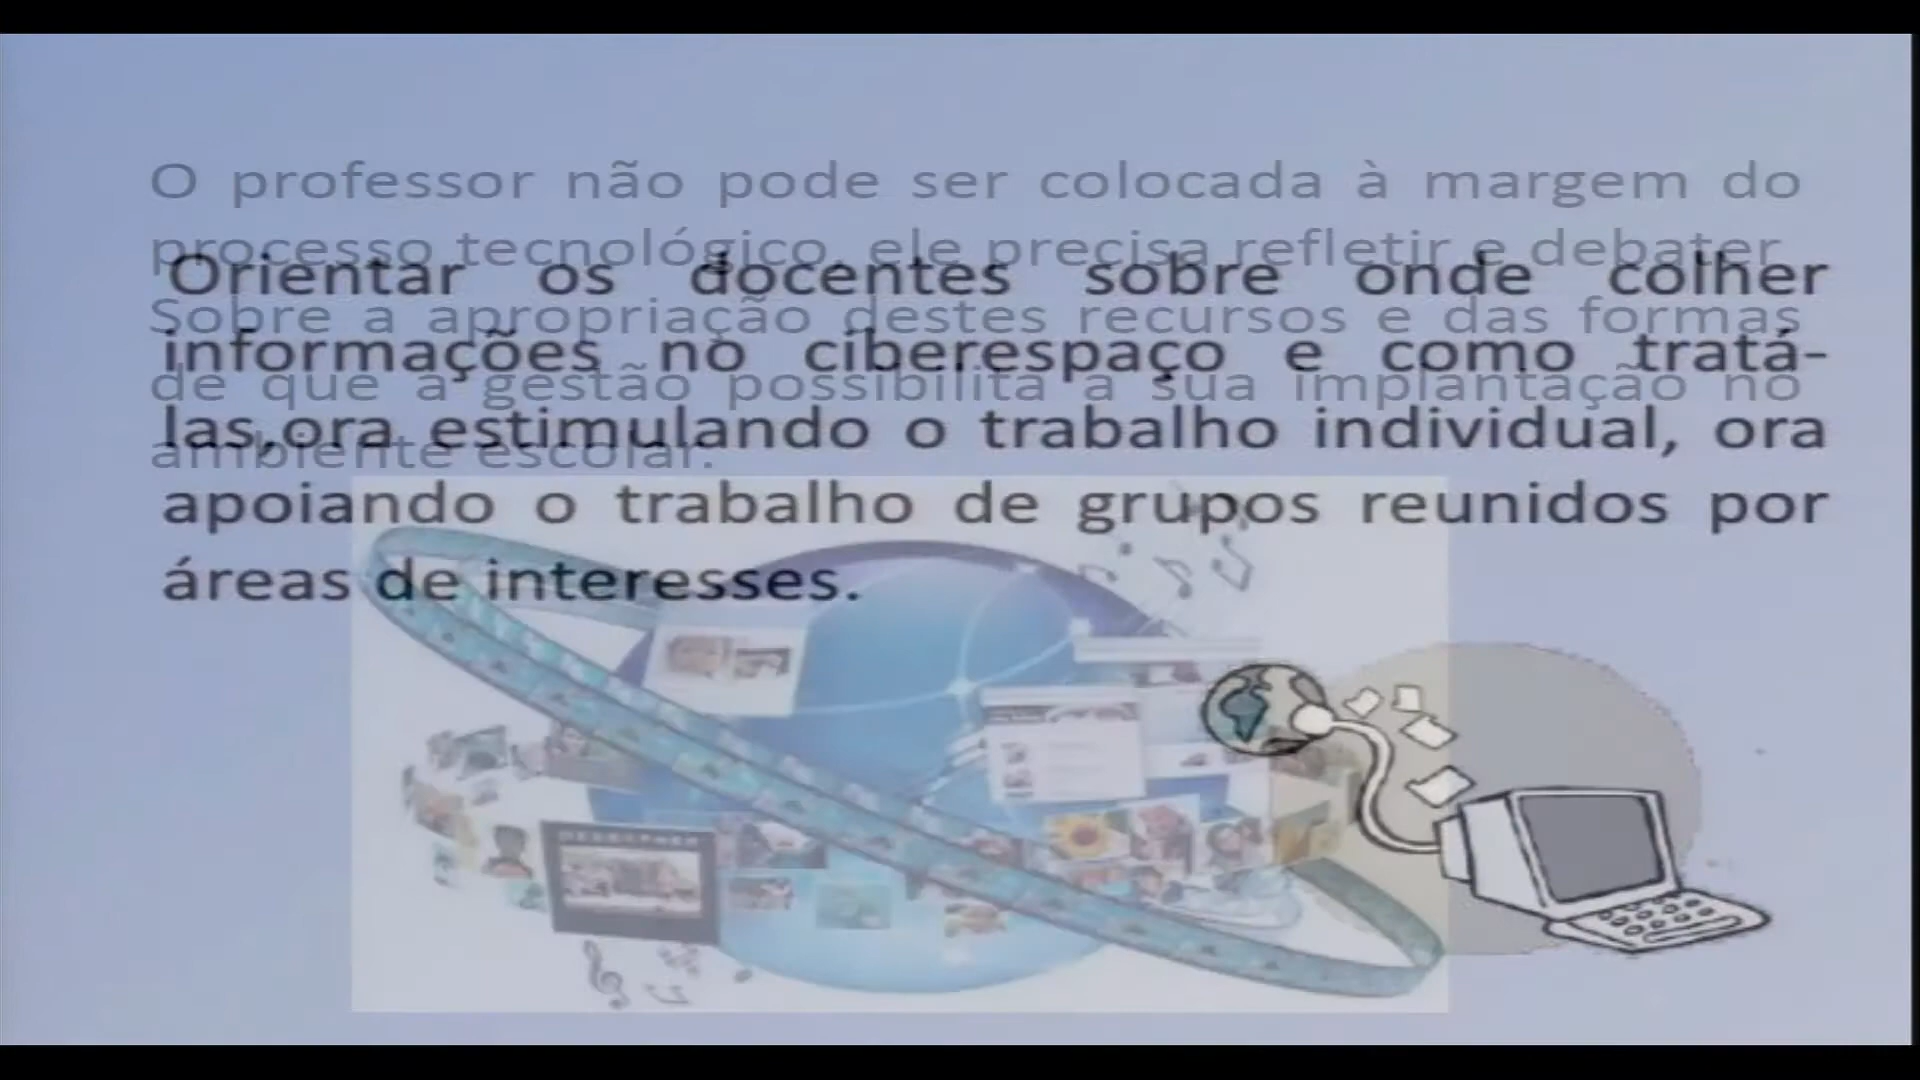 O professor não pode ser colocada à margem do
processo tecnológico, ele precisa refletir e debater
Sobre a apropriação destes recursos e das formas
de que a gestão possibilita a sua implantação no
ambiente escolar.
Orientar os docentes sobre onde colher
informações no ciberespaço e como tratá-
las,ora estimulando o trabalho individual, ora
apoiando o trabalho de grupos reunidos por
áreas de interesses.